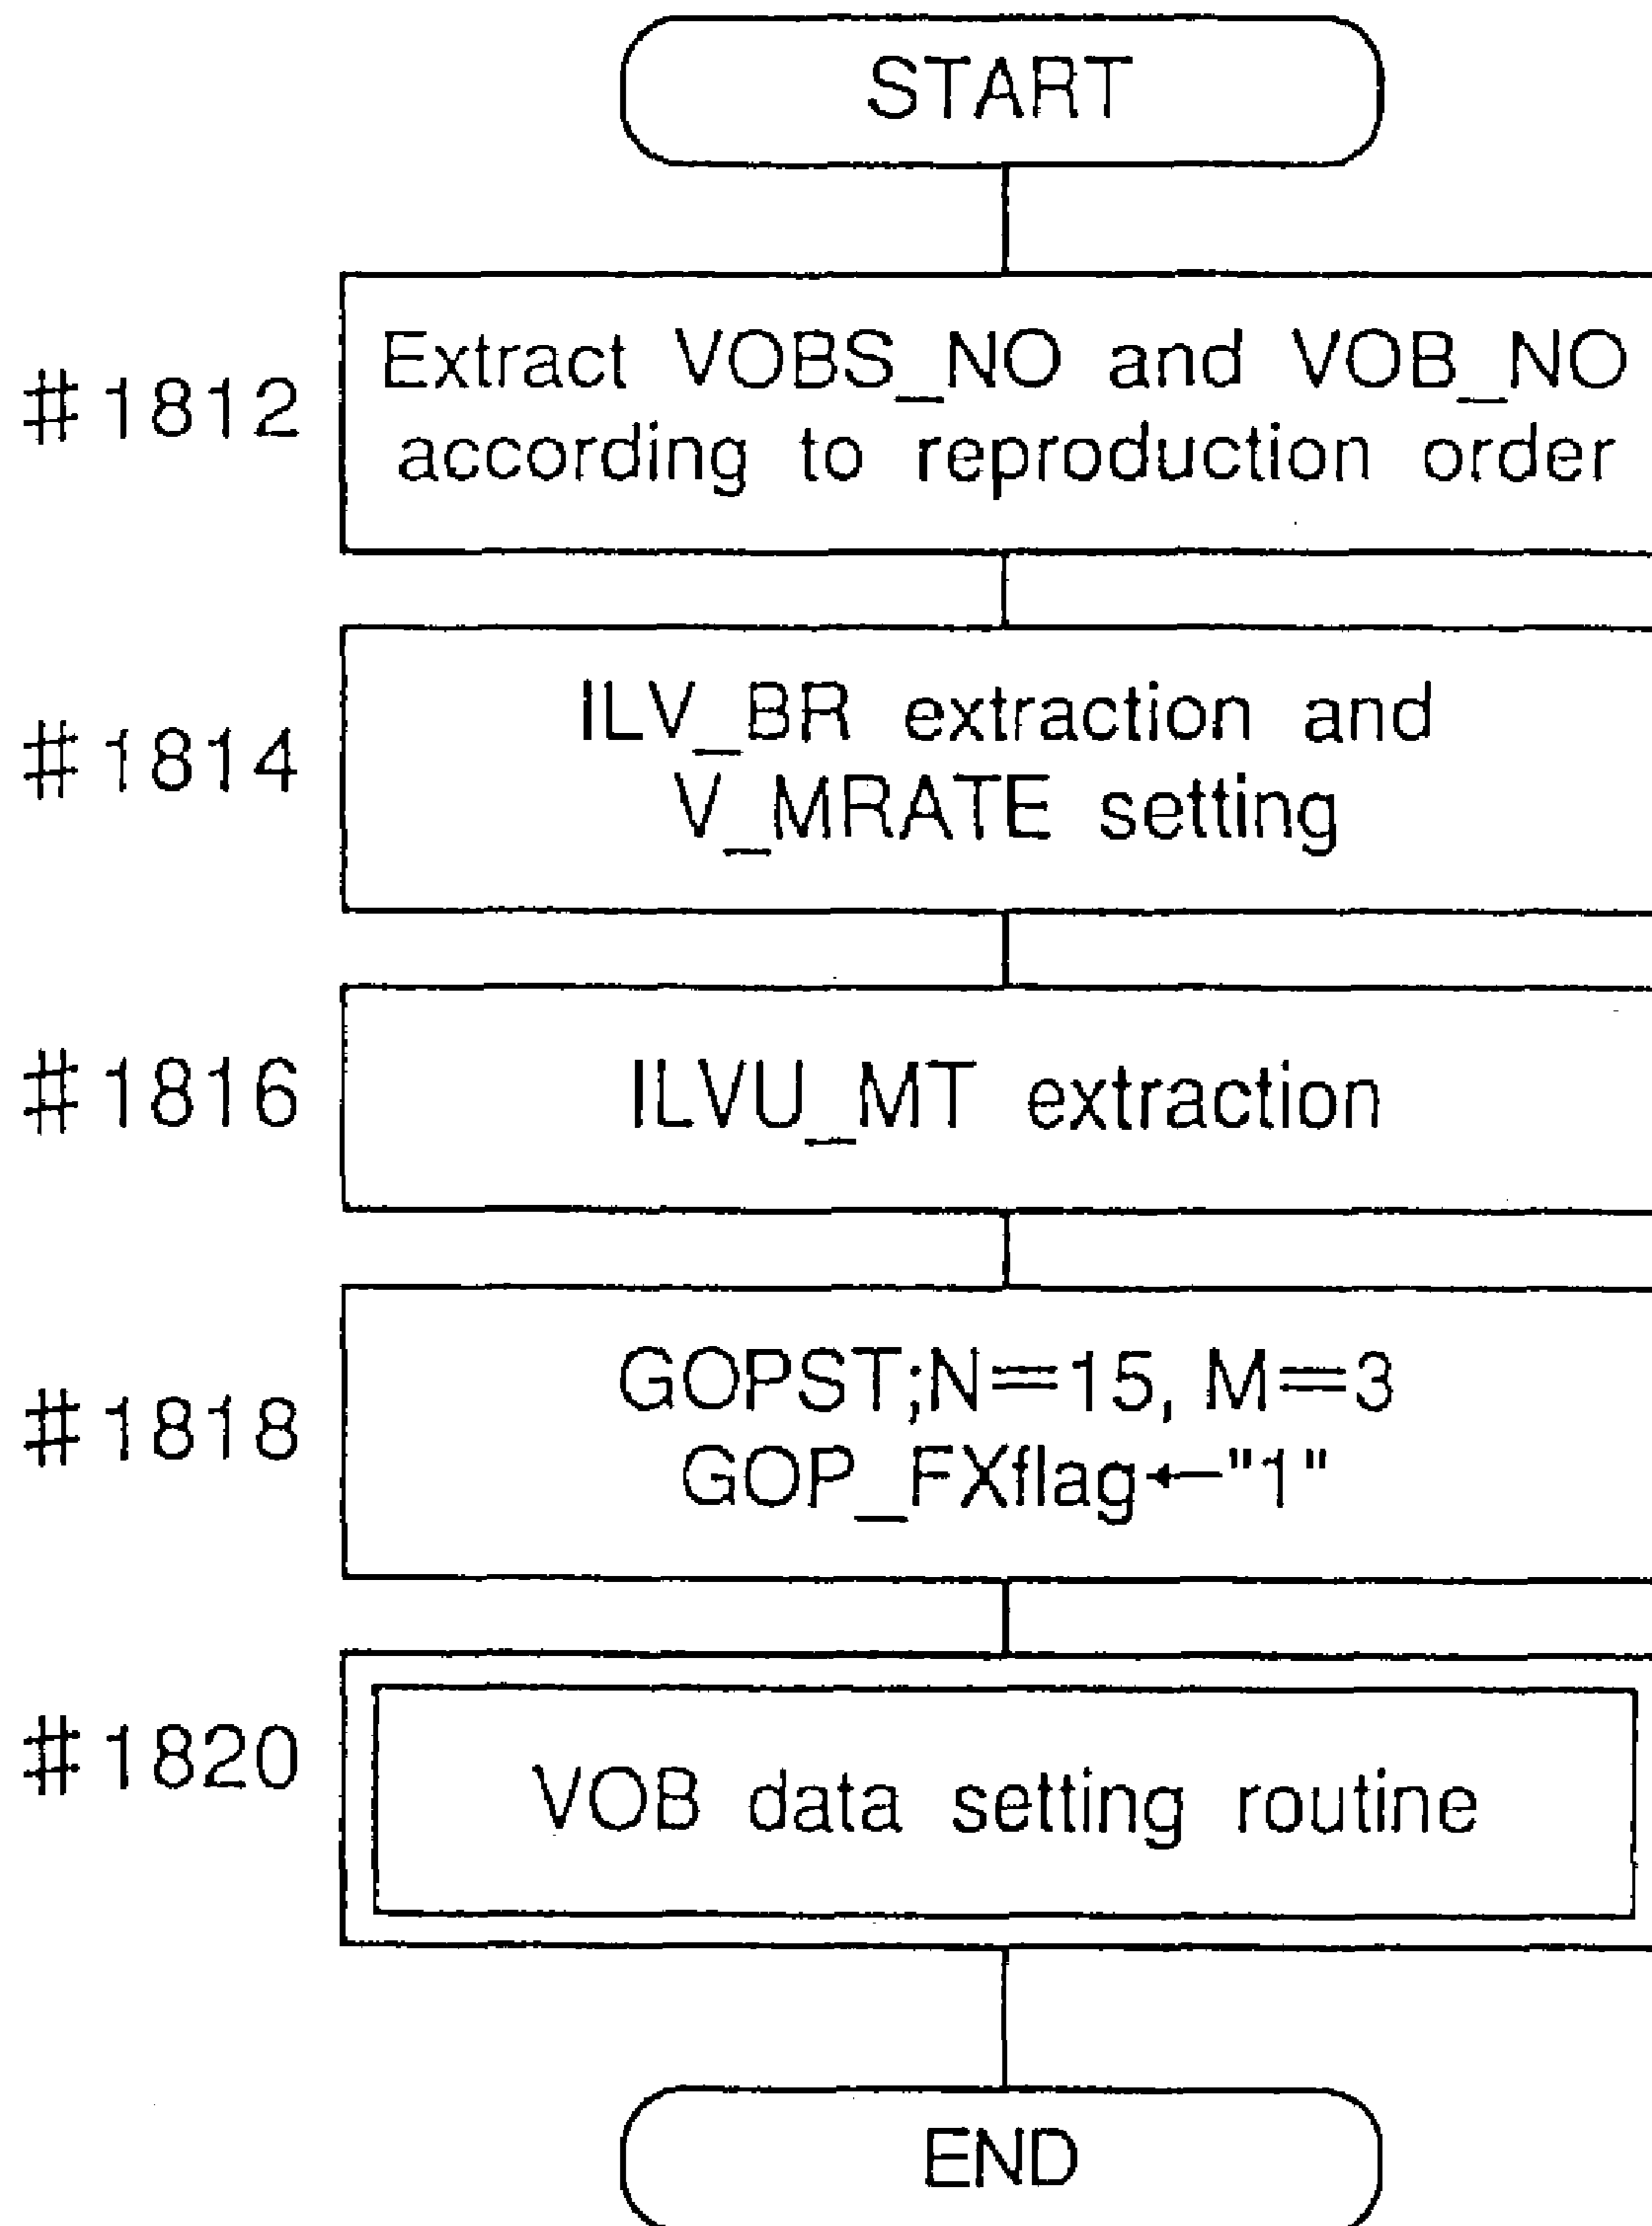 START
#1812
Extract VOBS_NO and VOB_NO
according to reproduction order
#1814
ILV_BR extraction and
V_MRATE setting
#1816
ILVU_MT extraction
#1818
GOPST;N=15, M=3
GOP_FXflag←"1"
#1820
VOB data setting routine
END